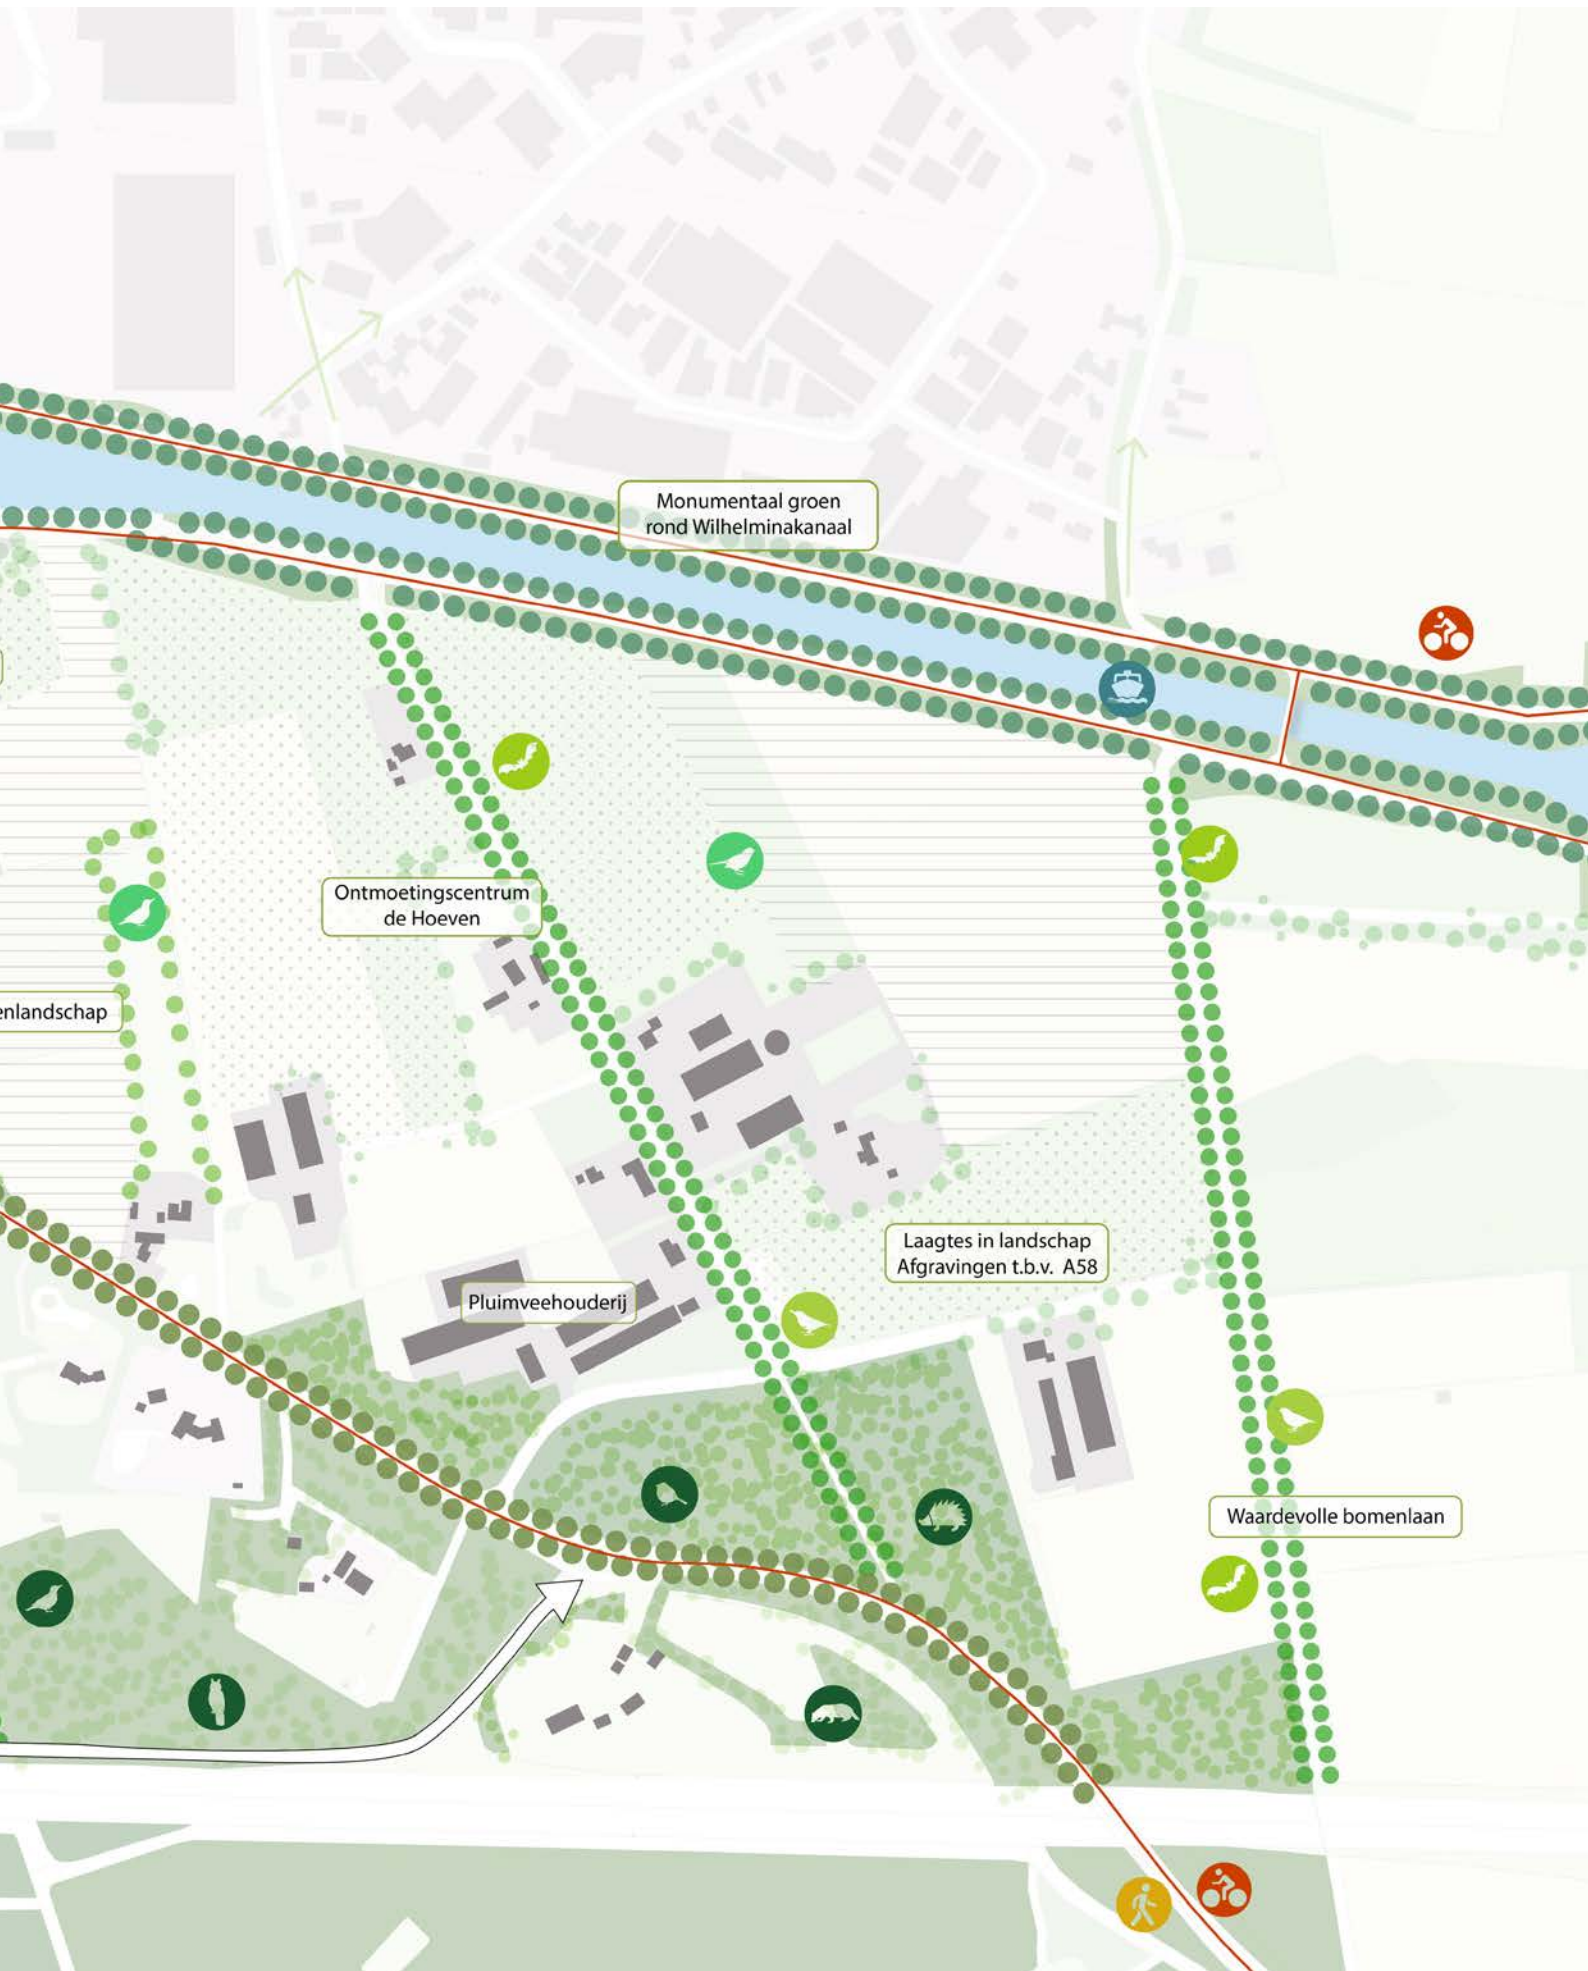 Monumentaal groen
rond Wilhelminakanaal
Ontmoetingscentrum
de Hoeven
enlandschap
Laagtes in landschap
Afgravingen t.b.v. A58
Pluimveehouderij
Waardevolle bomenlaan